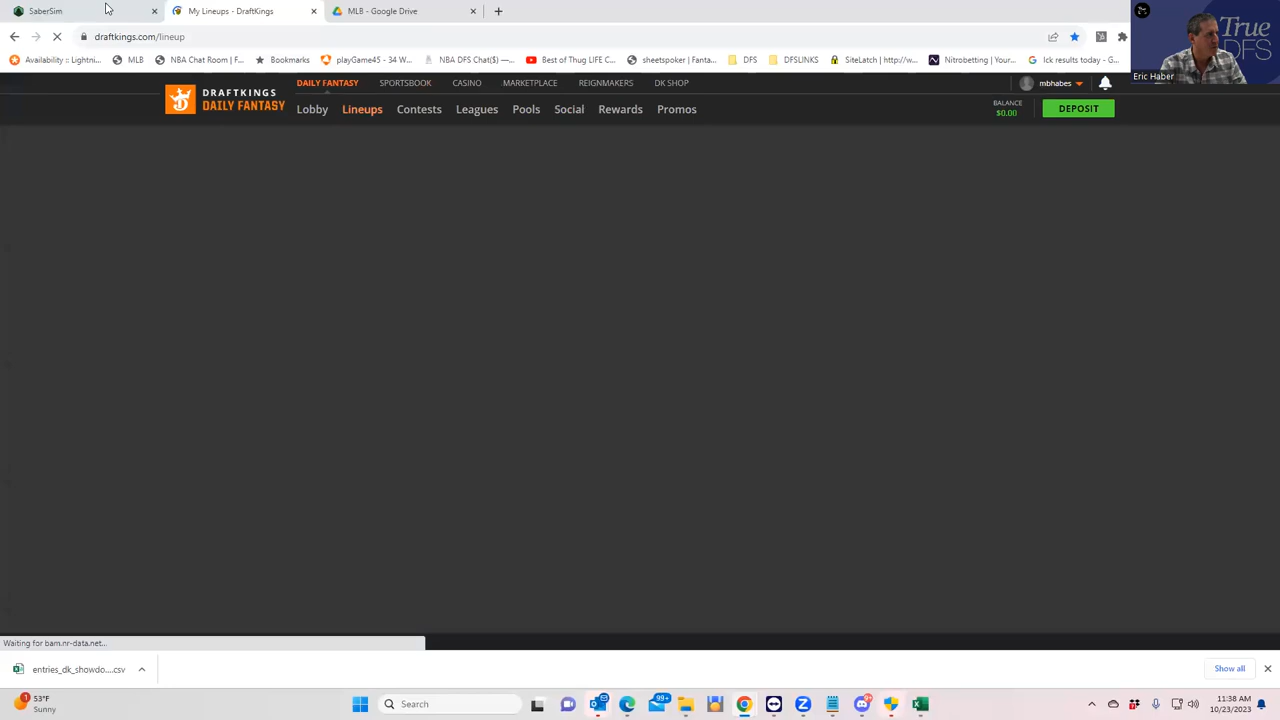 SaberSim
My Lineups - DraftKings
MLB - Google Drive
draftkings.com/lineup
Availability :: Lightni...
MLB
NBA Chat Room | F...
Bookmarks
playGame45 - 34 W...
NBA DFS Chat($) —...
Best of Thug LIFE C...
sheetspoker | Fanta...
DFS
DFSLINKS
SiteLatch | http://w...
Nitrobetting | Your...
lck results today - G...
True
DFS
Eric Haber
DRAFTKINGS
DAILY FANTASY
DAILY FANTASY
SPORTSBOOK
CASINO
MARKETPLACE
REIGNMAKERS
DK SHOP
mbhabes
Lobby
Lineups
Contests
Leagues
Pools
Social
Rewards
Promos
BALANCE
$0.00
DEPOSIT
Waiting for bam.nr-data.net...
entries_dk_showdo....csv
Show all
53°F
Sunny
Search
99+
11:38 AM
10/23/2023